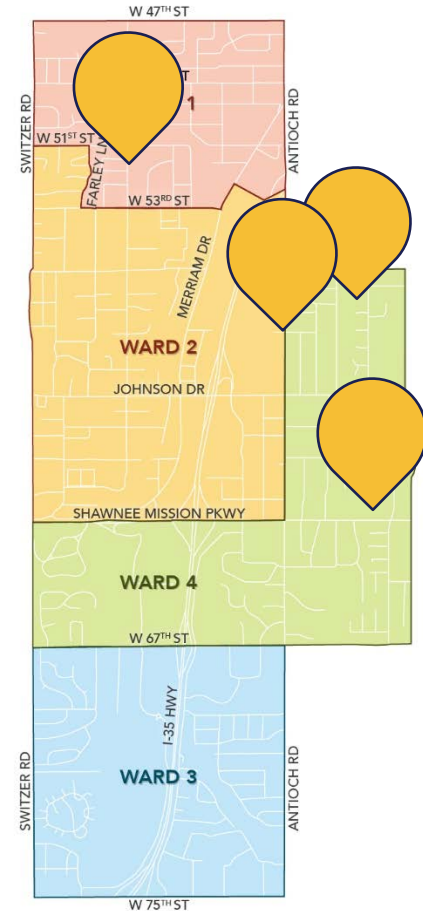 W 47TH ST
SWITZER RD
ANTIOCH RD
T
1
W 51ST ST
FARLEY LN
W 53RD ST
MERRIAM DR
WARD 2
JOHNSON DR
SHAWNEE MISSION PKWY
WARD 4
W 67TH ST
I-35 HWY
WARD 3
SWITZER RD
ANTIOCH RD
W 75TH ST